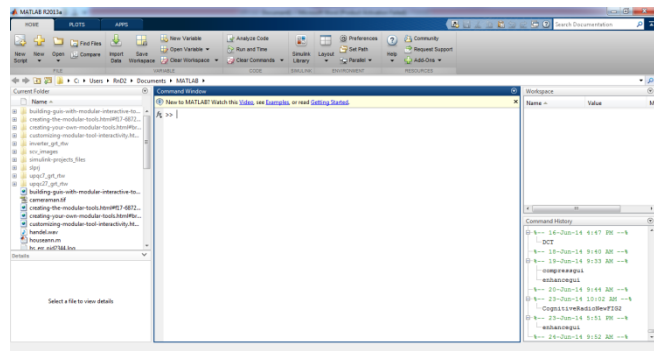 MATLAB R2013a
HOME PLOTS APPS
Search Documentation
New Script New Open Find Files Compare Import Data Save Workspace New Variable Open Variable Clear Workspace Analyze Code Run and Time Clear Commands Simulink Library Layout Preferences Set Path Parallel Help Community Request Support Add-Ons
FILE VARIABLE CODE SIMULINK ENVIRONMENT RESOURCES
C: Users RnD2 Documents MATLAB
Current Folder
Name
building-guis-with-modular-interactive-to...
creating-the-modular-tools.html#f17-6872...
creating-your-own-modular-tools.html#br...
customizing-modular-tool-interactivity.ht...
inverter_grt_rtw
scv_images
simulink-projects_files
slprj
upqc7_grt_rtw
upqc27_grt_rtw
building-guis-with-modular-interactive-to...
cameraman.tif
creating-the-modular-tools.html#f17-6872...
creating-your-own-modular-tools.html#br...
customizing-modular-tool-interactivity.ht...
handel.wav
houseann.m
Details
Select a file to view details
Command Window
New to MATLAB? Watch this Video, see Examples, or read Getting Started.
fx >>
Workspace
Name Value M
Command History
%-- 16-Jun-14 4:47 PM --%
DCT
%-- 18-Jun-14 9:40 AM --%
%-- 19-Jun-14 9:33 AM --%
compressgui
enhancegui
%-- 20-Jun-14 9:44 AM --%
%-- 23-Jun-14 10:02 AM --%
CognitiveRadioNewFIG2
%-- 23-Jun-14 5:51 PM --%
enhancegui
%-- 24-Jun-14 9:52 AM --%